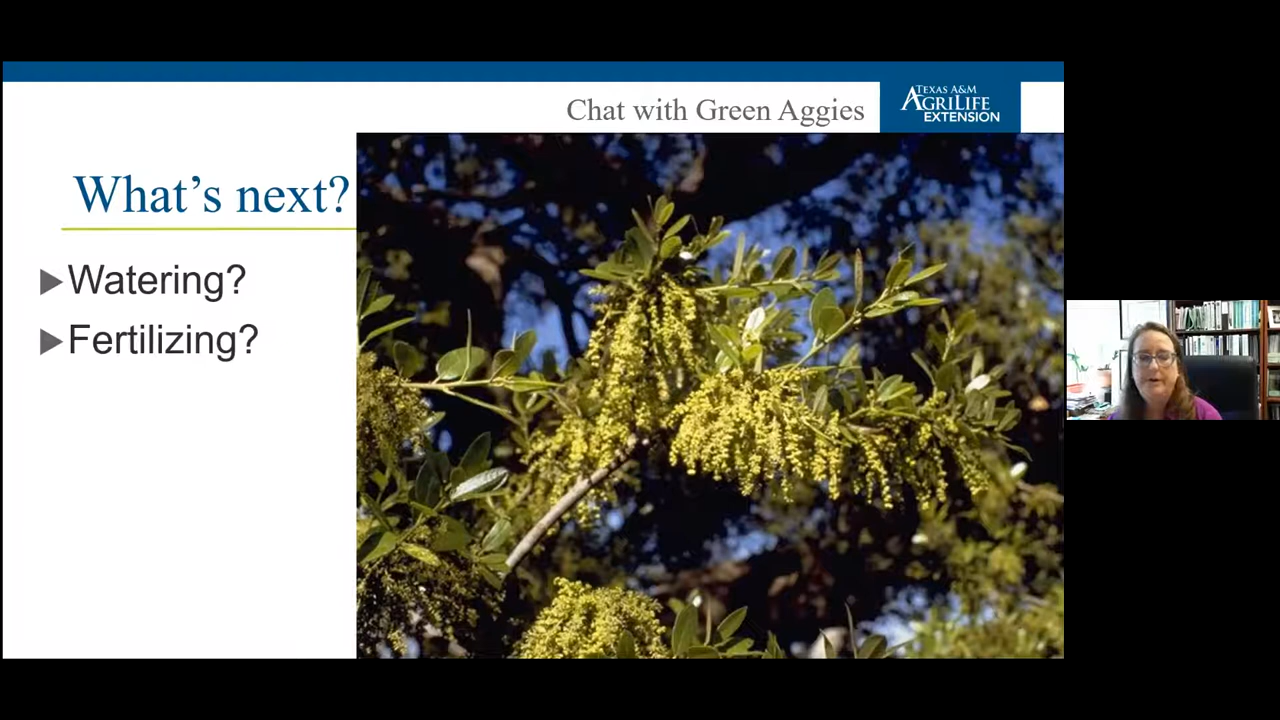 Chat with Green Aggies
TEXAS A&M
AGRILIFE
EXTENSION
What's next?
Watering?
Fertilizing?